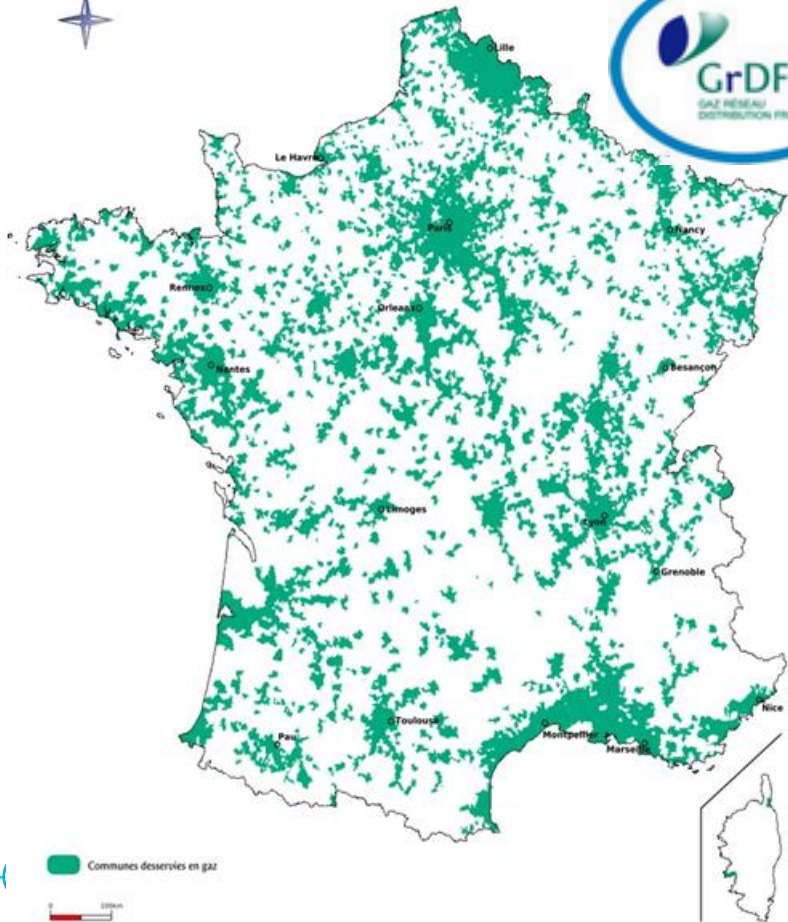 Lille
GrDF
GAZ RÉSEAU
DISTRIBUTION FR
Le Havre
Paris
Nancy
Rennes
Orleans
Nantes
Besançon
Limoges
Lyon
Grenoble
Nice
Toulouse
Montpellier
Pau
Marseille
Communes desservies en gaz
0 100km